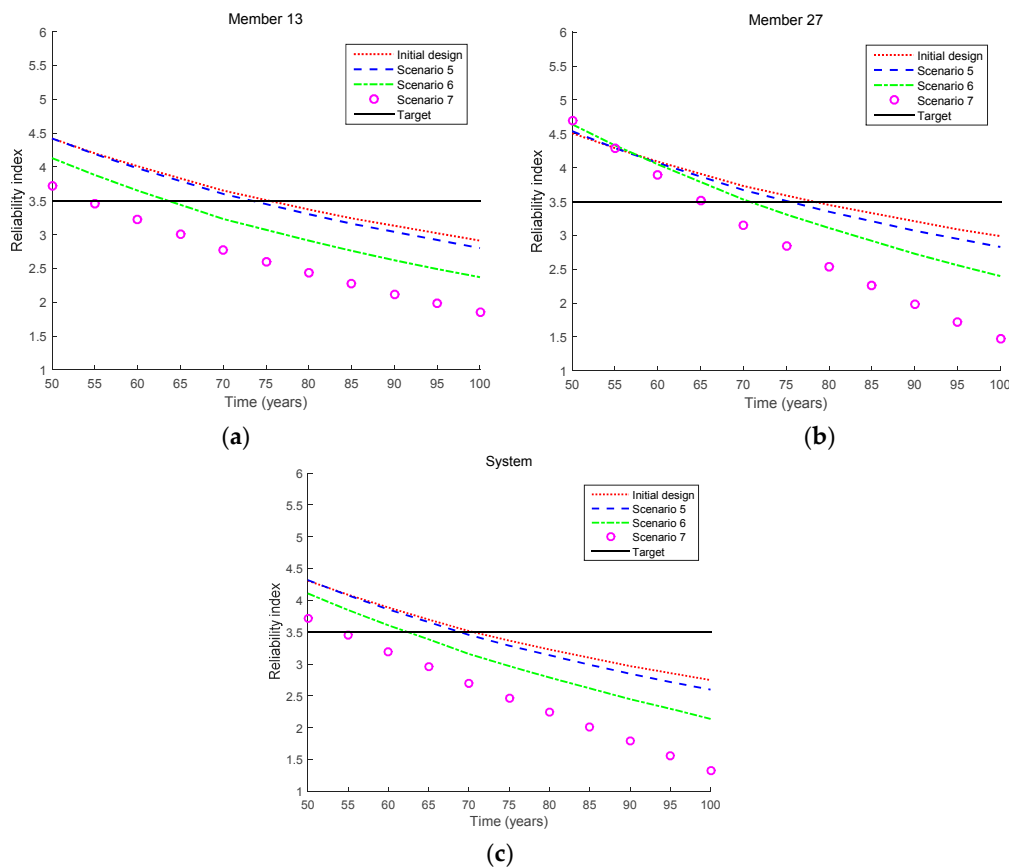 Member 13
Reliability index
6
5.5
5
4.5
4
3.5
3
2.5
2
1.5
1
Initial design
Scenario 5
Scenario 6
Scenario 7
Target
50 55 60 65 70 75 80 85 90 95 100
Time (years)
(a)
Member 27
Reliability index
6
5.5
5
4.5
4
3.5
3
2.5
2
1.5
1
Initial design
Scenario 5
Scenario 6
Scenario 7
Target
50 55 60 65 70 75 80 85 90 95 100
Time (years)
(b)
System
Reliability index
6
5.5
5
4.5
4
3.5
3
2.5
2
1.5
1
Initial design
Scenario 5
Scenario 6
Scenario 7
Target
50 55 60 65 70 75 80 85 90 95 100
Time (years)
(c)